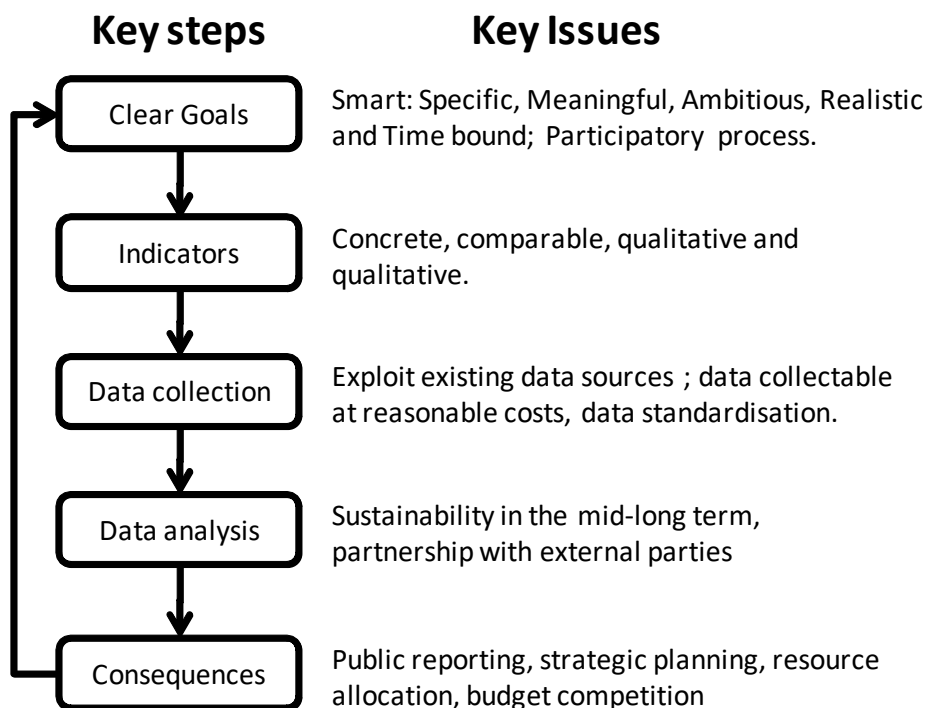 Key steps
Key Issues
Clear Goals
Smart: Specific, Meaningful, Ambitious, Realistic
and Time bound; Participatory process.
Indicators
Concrete, comparable, qualitative and
qualitative.
Data collection
Exploit existing data sources ; data collectable
at reasonable costs, data standardisation.
Data analysis
Sustainability in the mid-long term,
partnership with external parties
Consequences
Public reporting, strategic planning, resource
allocation, budget competition